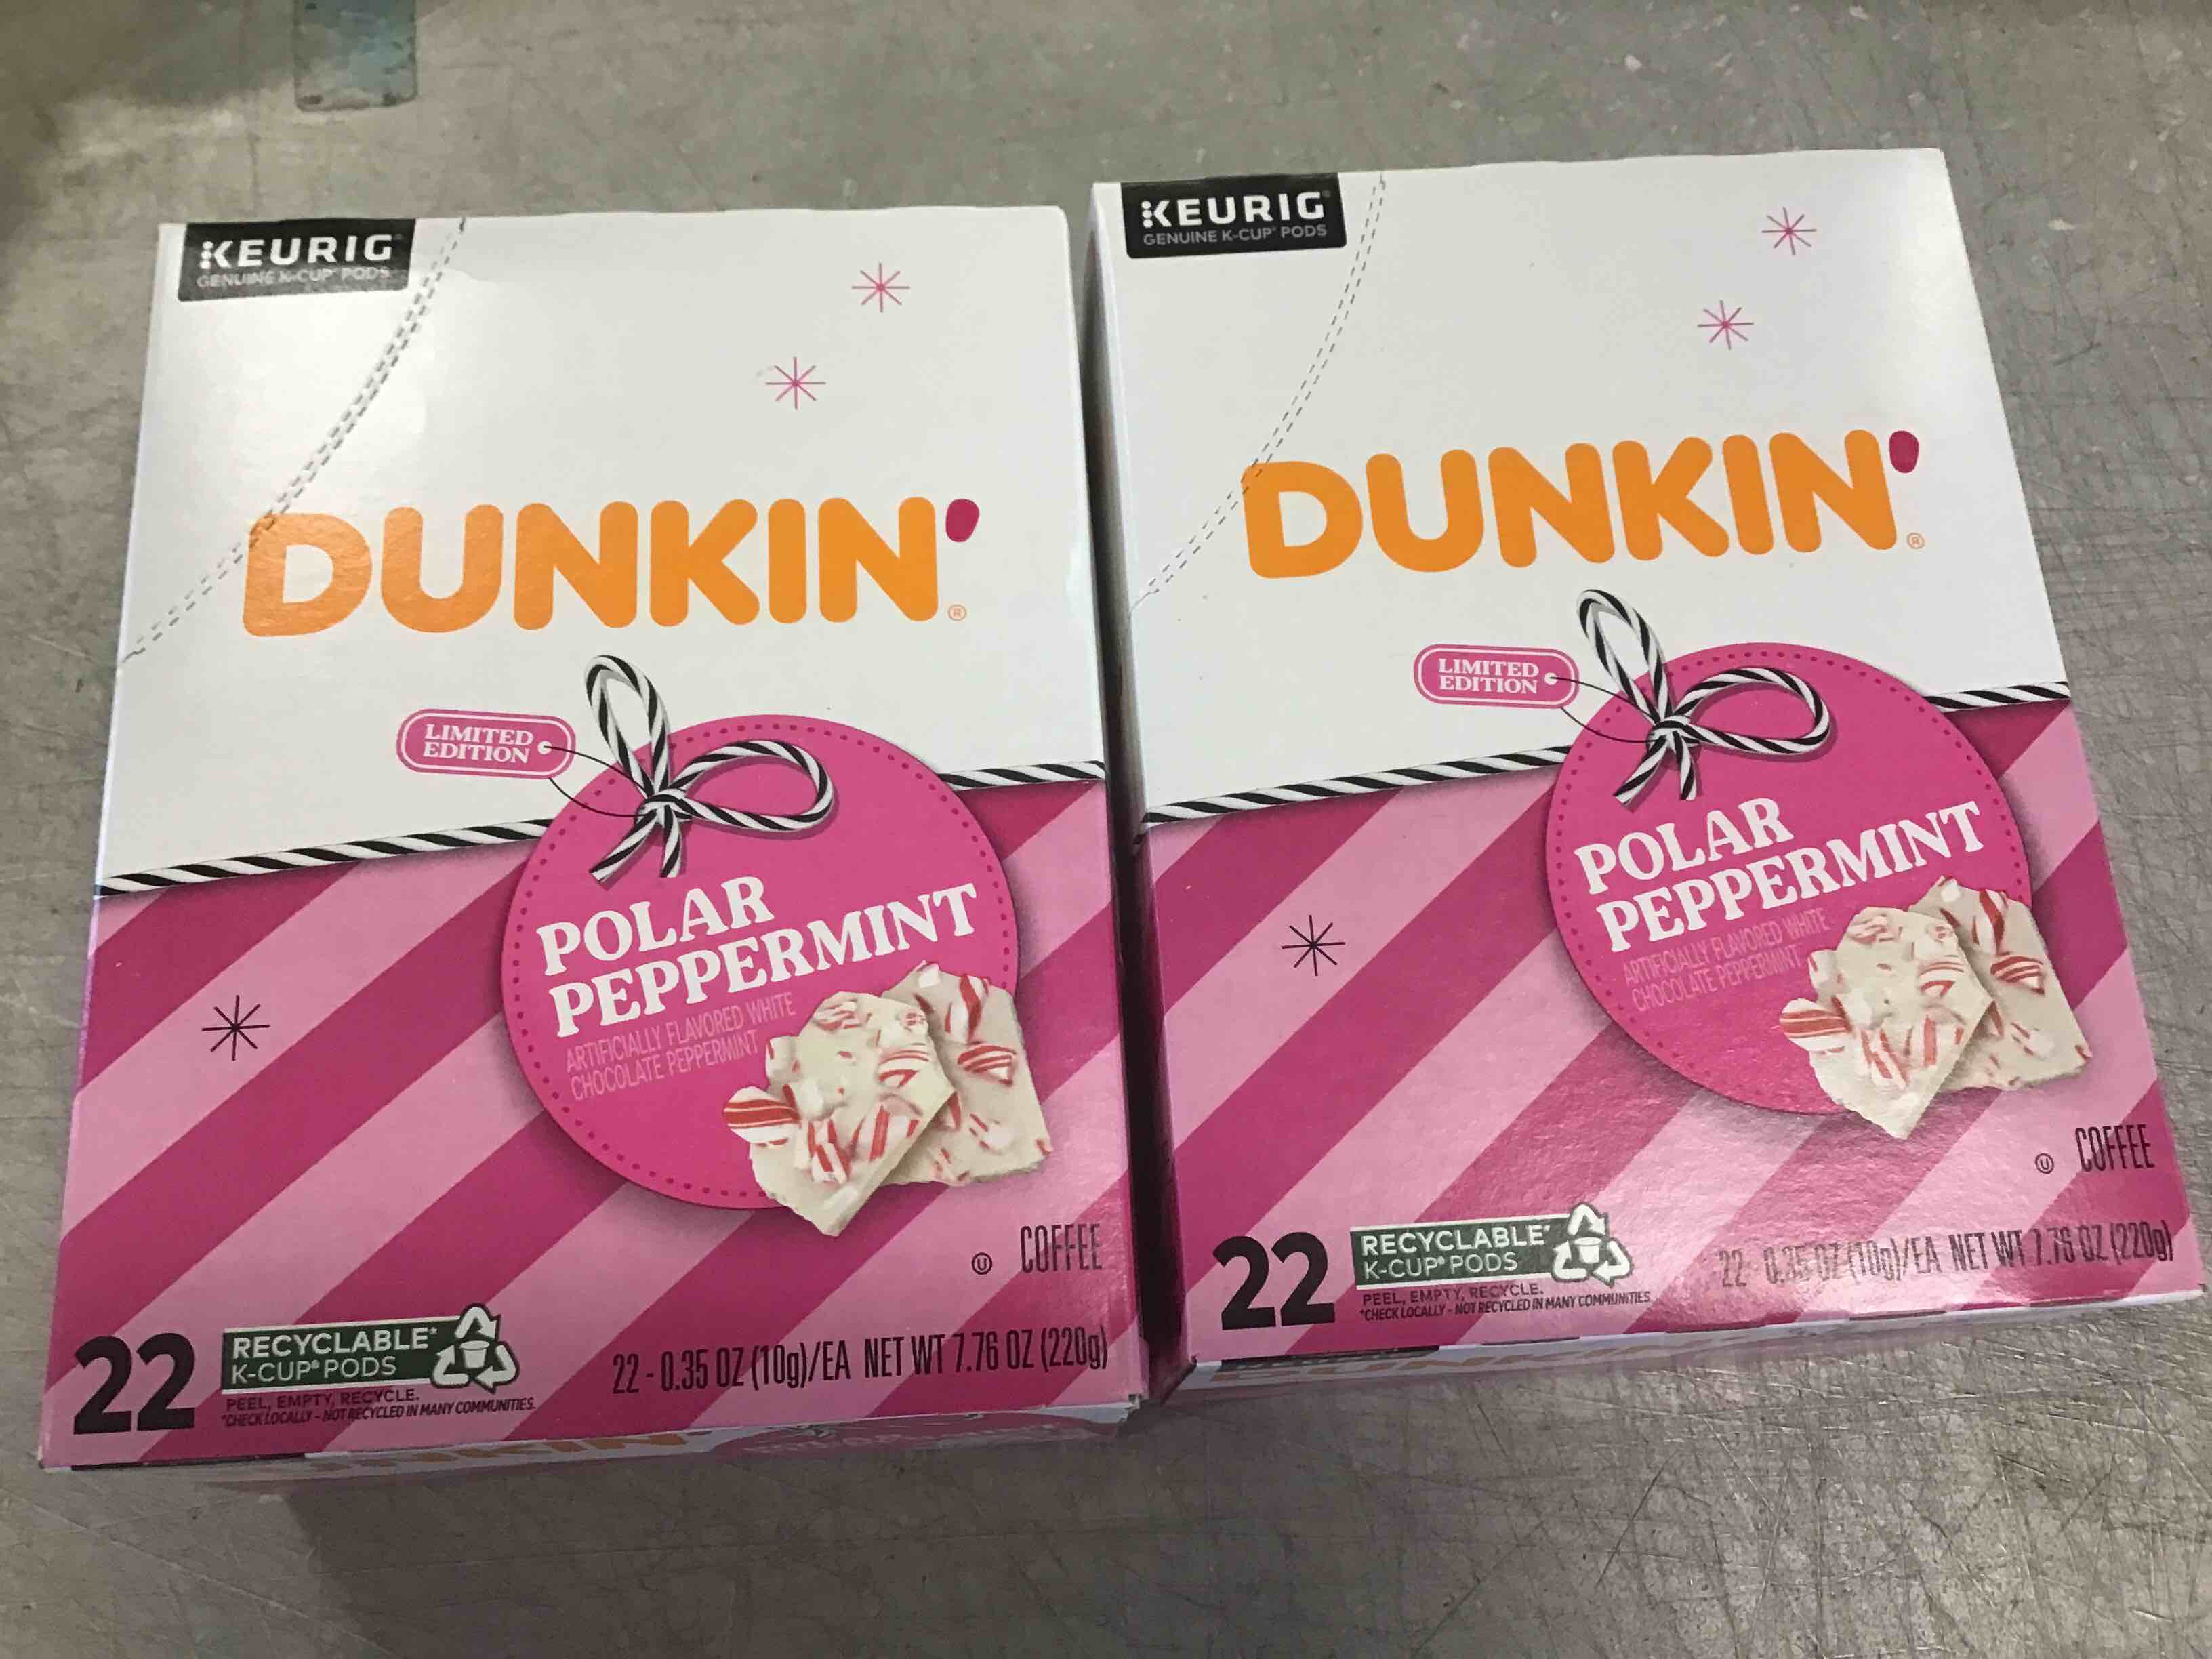 KEURIG
GENUINE K-CUP® PODS
DUNKIN'®
LIMITED
EDITION
POLAR
PEPPERMINT
ARTIFICIALLY FLAVORED WHITE
CHOCOLATE PEPPERMINT
U COFFEE
22
RECYCLABLE*
K-CUP® PODS
PEEL, EMPTY, RECYCLE.
*CHECK LOCALLY - NOT RECYCLED IN MANY COMMUNITIES.
22 - 0.35 OZ (10g)/EA NET WT 7.76 OZ (220g)
KEURIG®
GENUINE K-CUP® PODS
DUNKIN'®
LIMITED
EDITION
POLAR
PEPPERMINT
ARTIFICIALLY FLAVORED WHITE
CHOCOLATE PEPPERMINT
U COFFEE
22
RECYCLABLE*
K-CUP® PODS
PEEL, EMPTY, RECYCLE.
*CHECK LOCALLY - NOT RECYCLED IN MANY COMMUNITIES.
22 - 0.35 OZ (10g)/EA NET WT 7.76 OZ (220g)